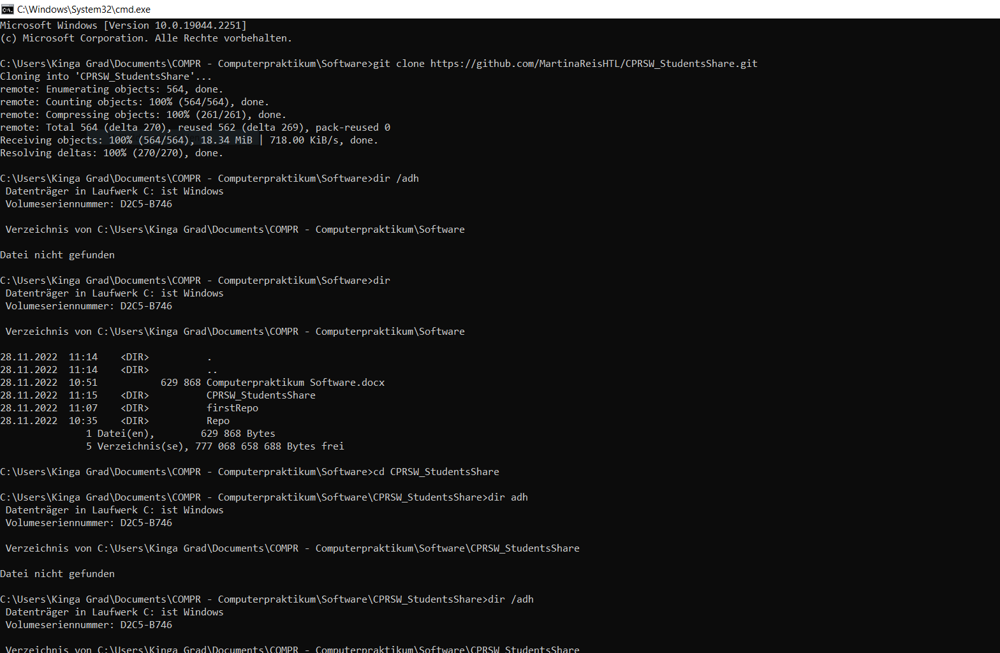 C:\Windows\System32\cmd.exe
Microsoft Windows [Version 10.0.19044.2251]
(c) Microsoft Corporation. Alle Rechte vorbehalten.
C:\Users\Kinga Grad\Documents\COMPR - Computerpraktikum\Software>git clone https://github.com/MartinaReisHTL/CPRSW_StudentsShare.git
Cloning into 'CPRSW_StudentsShare'...
remote: Enumerating objects: 564, done.
remote: Counting objects: 100% (564/564), done.
remote: Compressing objects: 100% (261/261), done.
remote: Total 564 (delta 270), reused 562 (delta 269), pack-reused 0
Receiving objects: 100% (564/564), 18.34 MiB | 718.00 KiB/s, done.
Resolving deltas: 100% (270/270), done.
C:\Users\Kinga Grad\Documents\COMPR - Computerpraktikum\Software>dir /adh
 Datenträger in Laufwerk C: ist Windows
 Volumeseriennummer: D2C5-B746
 Verzeichnis von C:\Users\Kinga Grad\Documents\COMPR - Computerpraktikum\Software
Datei nicht gefunden
C:\Users\Kinga Grad\Documents\COMPR - Computerpraktikum\Software>dir
 Datenträger in Laufwerk C: ist Windows
 Volumeseriennummer: D2C5-B746
 Verzeichnis von C:\Users\Kinga Grad\Documents\COMPR - Computerpraktikum\Software
28.11.2022  11:14    <DIR>          .
28.11.2022  11:14    <DIR>          ..
28.11.2022  10:51           629 868 Computerpraktikum Software.docx
28.11.2022  11:15    <DIR>          CPRSW_StudentsShare
28.11.2022  11:07    <DIR>          firstRepo
28.11.2022  10:35    <DIR>          Repo
               1 Datei(en),        629 868 Bytes
               5 Verzeichnis(se), 777 068 658 688 Bytes frei
C:\Users\Kinga Grad\Documents\COMPR - Computerpraktikum\Software>cd CPRSW_StudentsShare
C:\Users\Kinga Grad\Documents\COMPR - Computerpraktikum\Software\CPRSW_StudentsShare>dir adh
 Datenträger in Laufwerk C: ist Windows
 Volumeseriennummer: D2C5-B746
 Verzeichnis von C:\Users\Kinga Grad\Documents\COMPR - Computerpraktikum\Software\CPRSW_StudentsShare
Datei nicht gefunden
C:\Users\Kinga Grad\Documents\COMPR - Computerpraktikum\Software\CPRSW_StudentsShare>dir /adh
 Datenträger in Laufwerk C: ist Windows
 Volumeseriennummer: D2C5-B746
 Verzeichnis von C:\Users\Kinga Grad\Documents\COMPR - Computerpraktikum\Software\CPRSW_StudentsShare